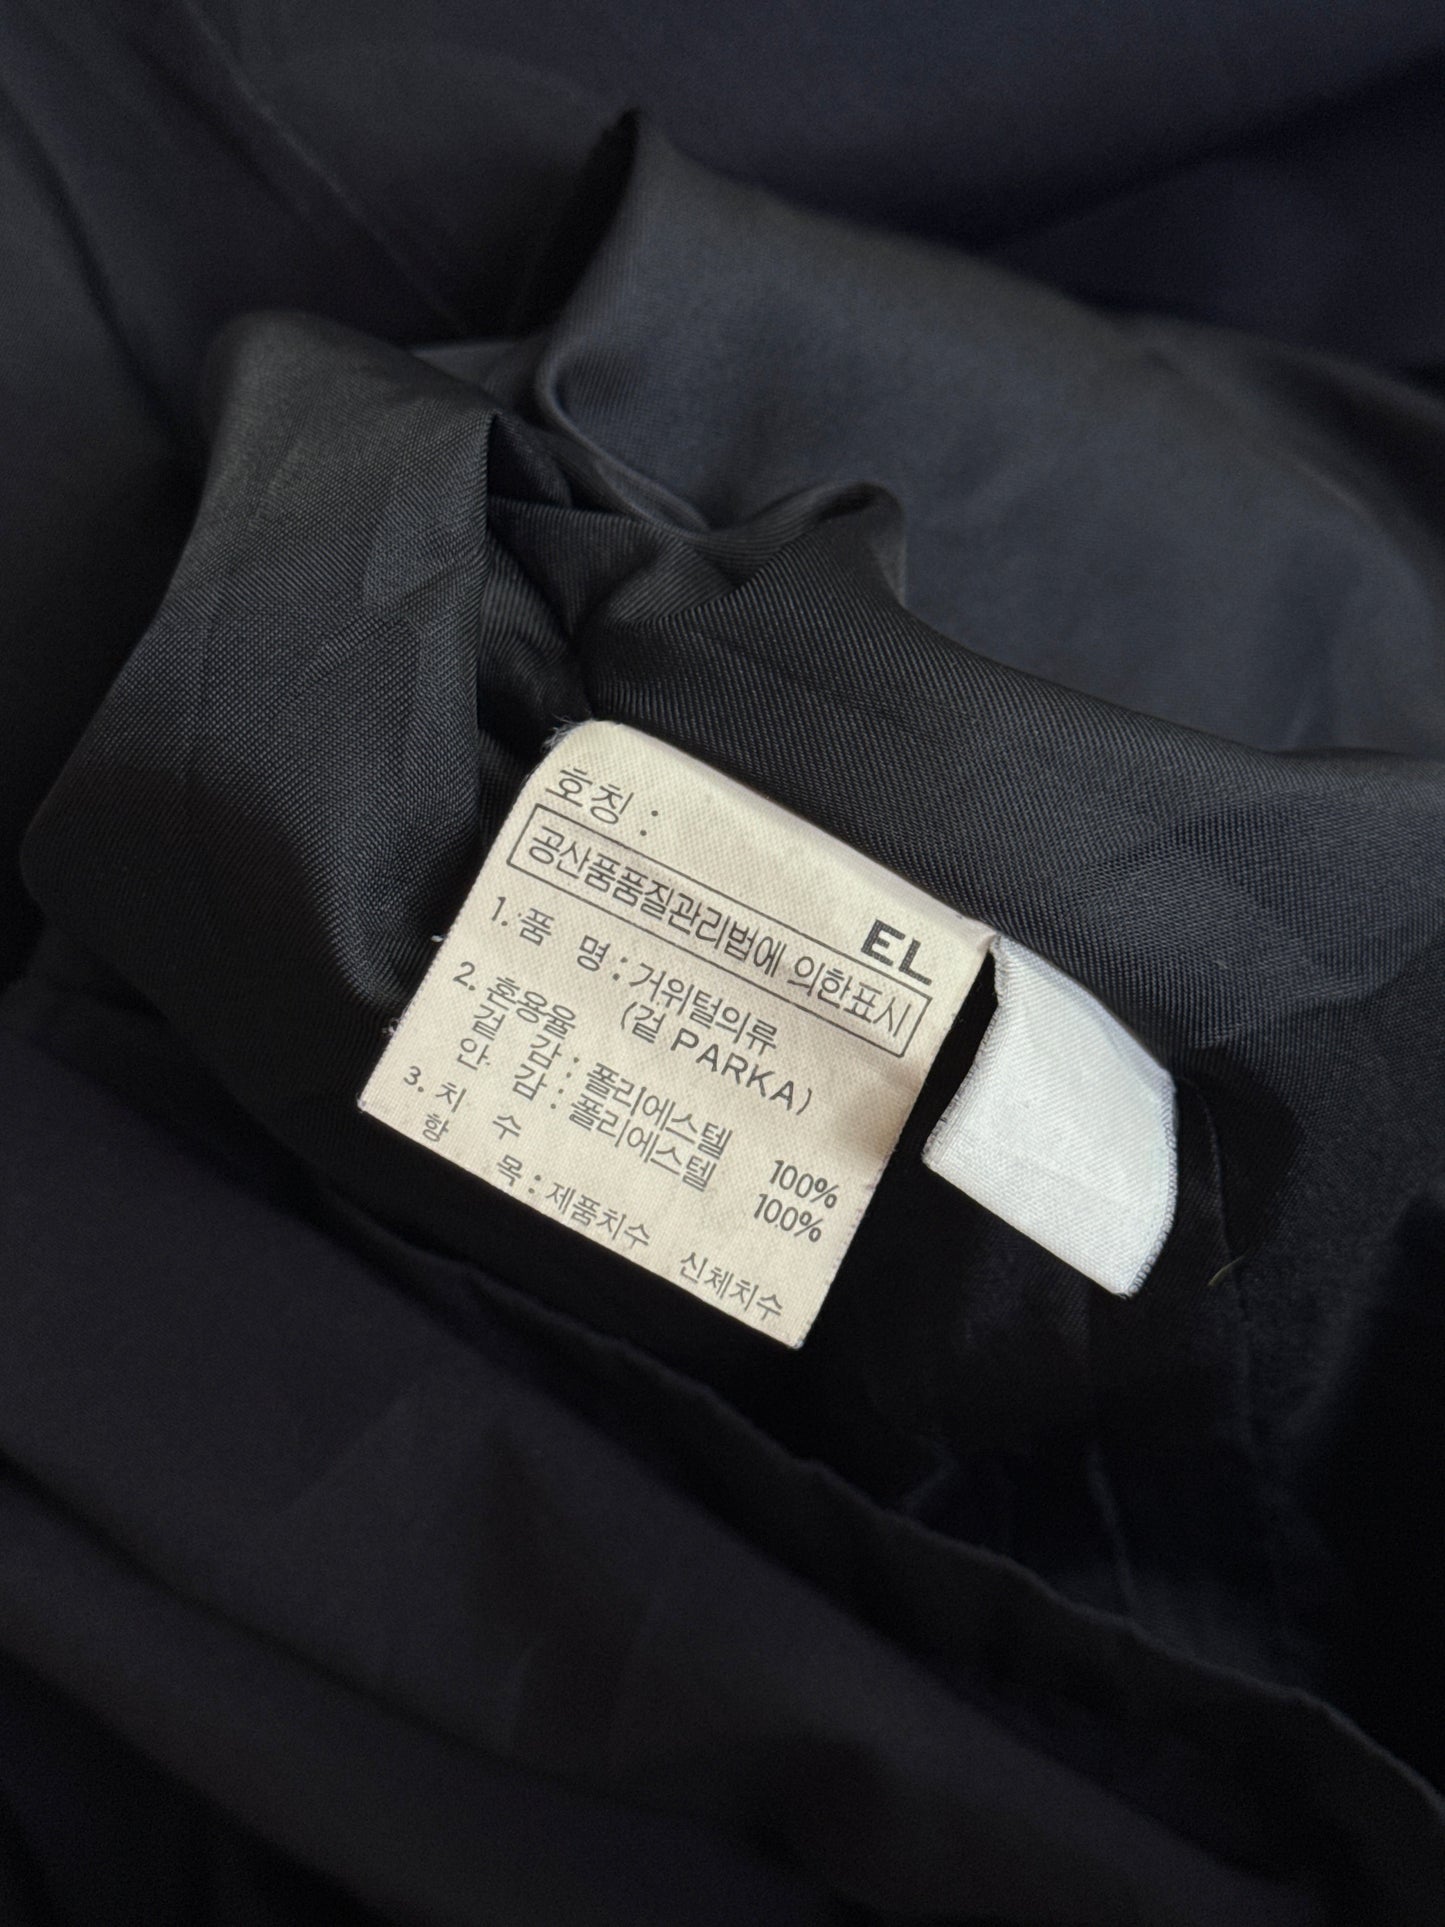 호칭 :
EL
공산품품질관리법에 의한표시
1. 품 명 : 거위털의류
(겉 PARKA)
2. 혼용율
겉 감 : 폴리에스텔 100%
안 감 : 폴리에스텔 100%
3. 치 수
항 목 : 제품치수 신체치수